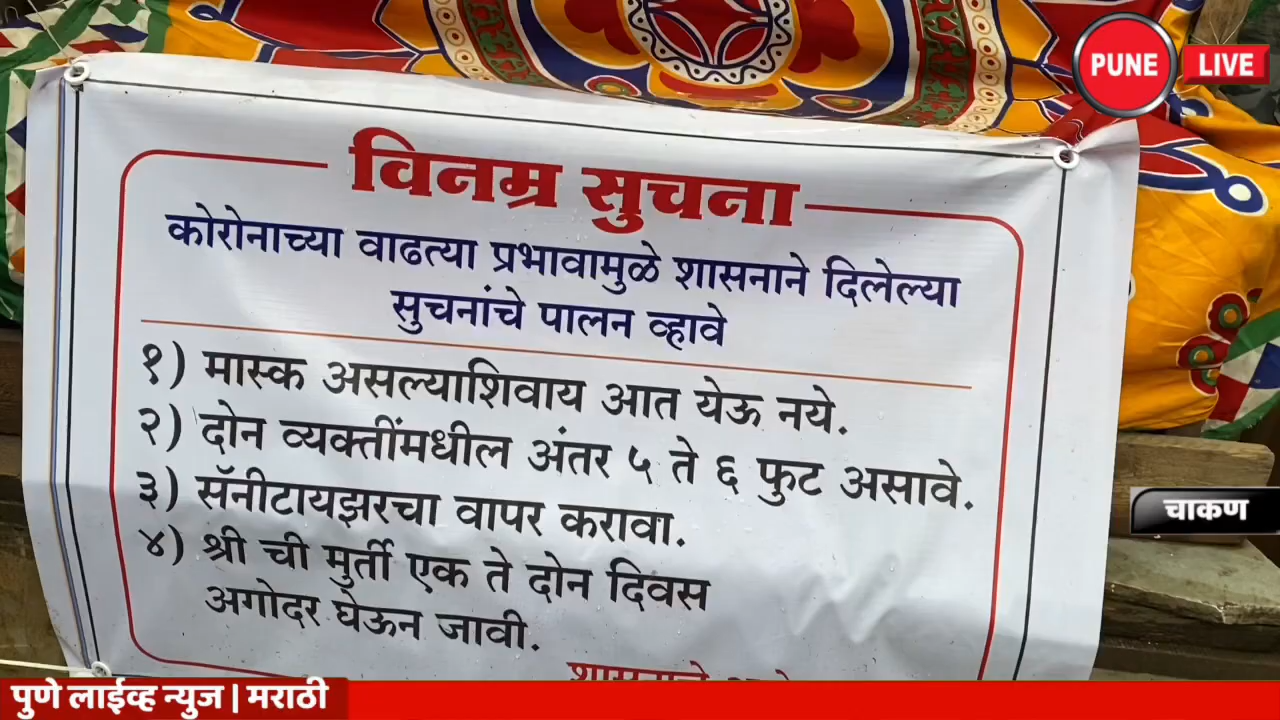 PUNE LIVE
विनम्र सुचना
कोरोनाच्या वाढत्या प्रभावामुळे शासनाने दिलेल्या
सुचनांचे पालन व्हावे
१) मास्क असल्याशिवाय आत येऊ नये.
२) दोन व्यक्तींमधील अंतर ५ ते ६ फुट असावे.
३) सॅनीटायझरचा वापर करावा.
४) श्री ची मुर्ती एक ते दोन दिवस
अगोदर घेऊन जावी.
चाकण
पुणे लाईव्ह न्युज | मराठी